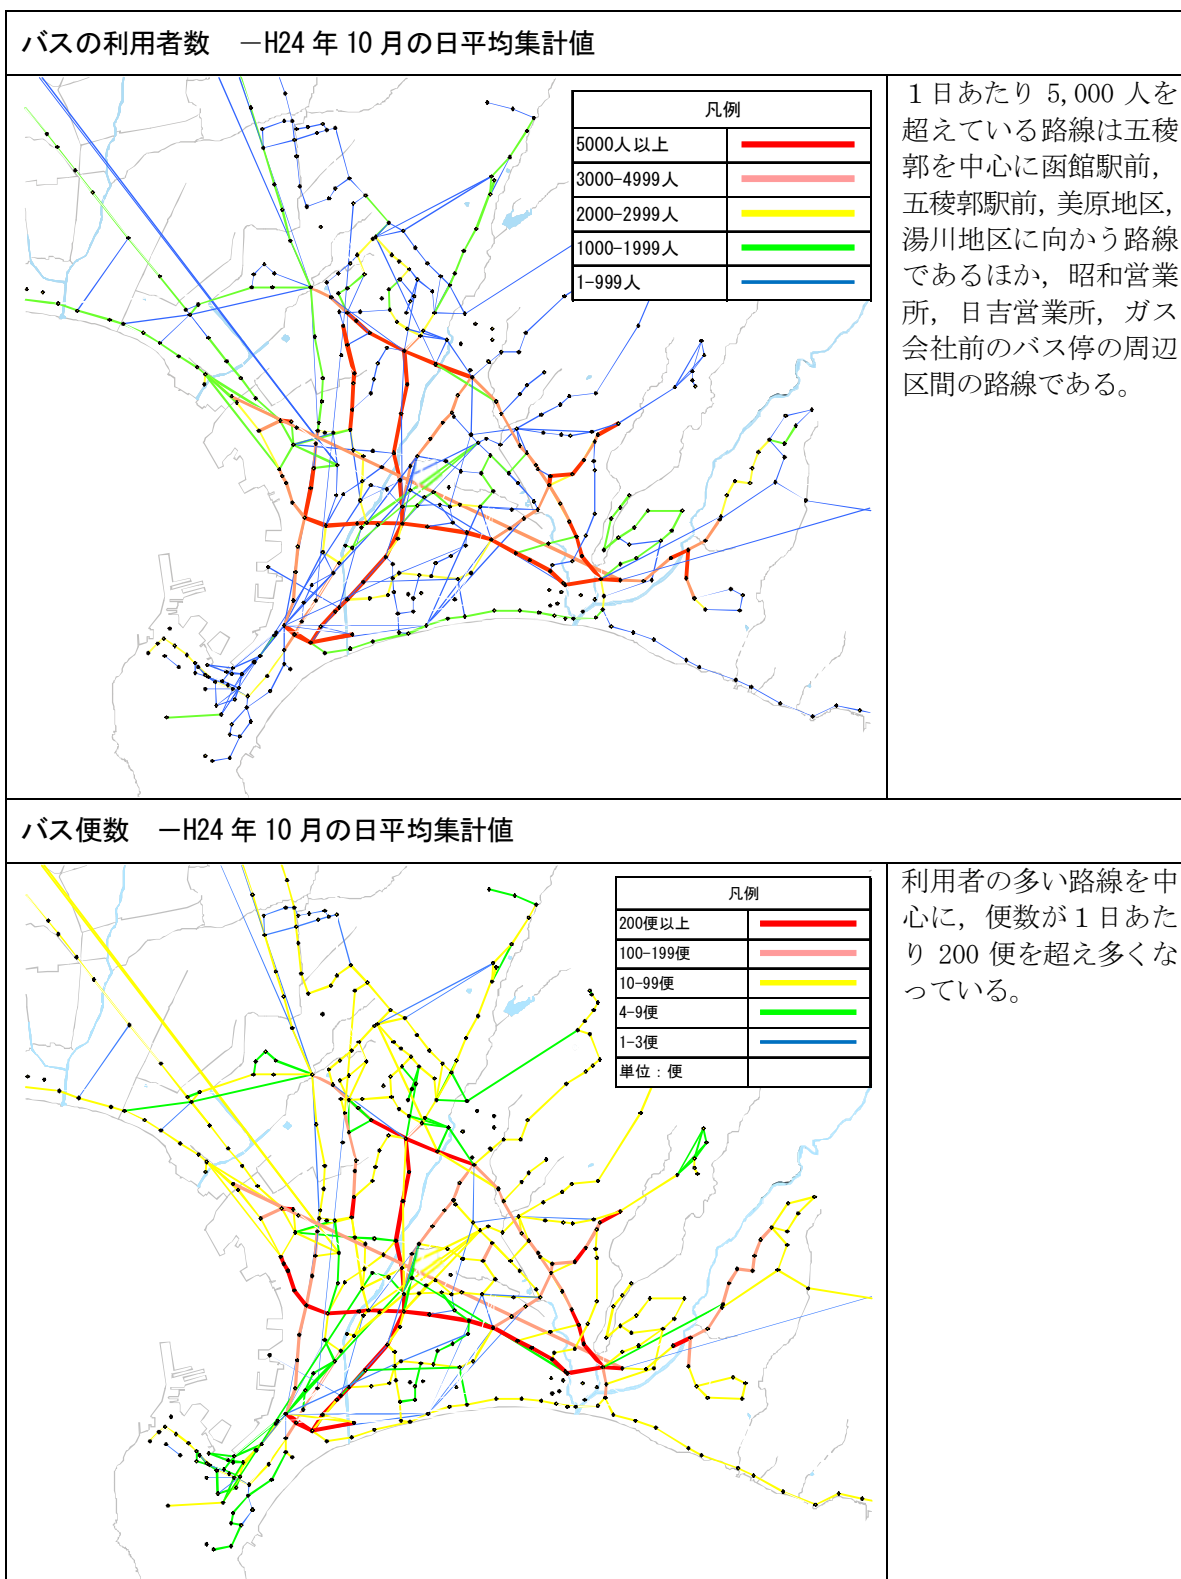 バスの利用者数　－H24 年 10 月の日平均集計値
凡例
5000人以上
3000-4999人
2000-2999人
1000-1999人
1-999人
１日あたり 5,000 人を
超えている路線は五稜
郭を中心に函館駅前，
五稜郭駅前，美原地区，
湯川地区に向かう路線
であるほか，昭和営業
所，日吉営業所，ガス
会社前のバス停の周辺
区間の路線である。
バス便数　－H24 年 10 月の日平均集計値
凡例
200便以上
100-199便
10-99便
4-9便
1-3便
単位：便
利用者の多い路線を中
心に，便数が１日あた
り 200 便を超え多くな
っている。